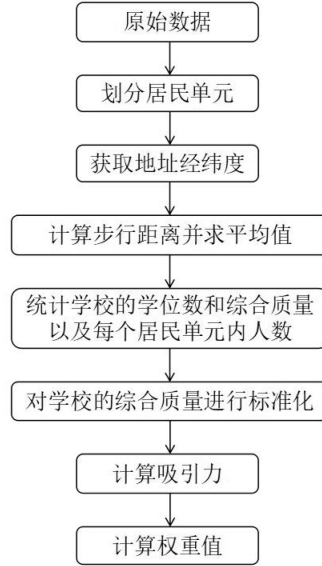 原始数据
划分居民单元
获取地址经纬度
计算步行距离并求平均值
统计学校的学位数和综合质量
以及每个居民单元内人数
对学校的综合质量进行标准化
计算吸引力
计算权重值